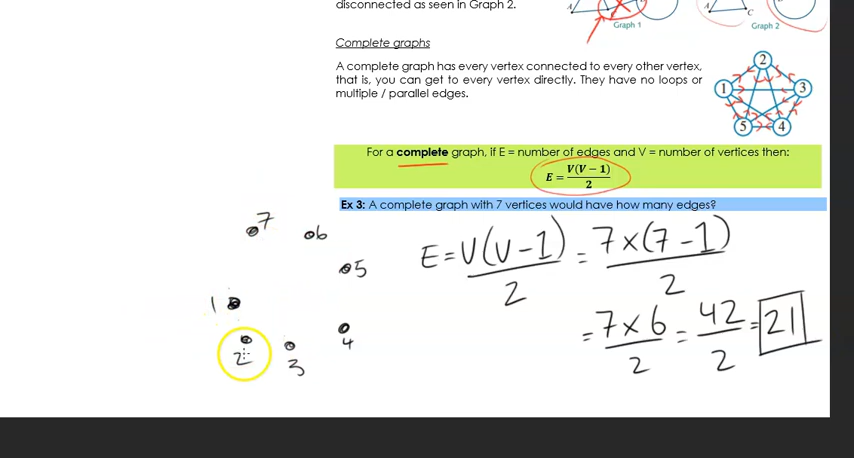 disconnected as seen in Graph 2.
A
Graph 1
A
C
Graph 2
Complete graphs
A complete graph has every vertex connected to every other vertex,
that is, you can get to every vertex directly. They have no loops or
multiple / parallel edges.
2
1
3
5
4
For a complete graph, if E = number of edges and V = number of vertices then:
E = V(V − 1)/2
Ex 3: A complete graph with 7 vertices would have how many edges?
7
6
5
1
2
3
4
E = V(V-1)/2 = 7×(7-1)/2
= 7×6/2 = 42/2 = 21